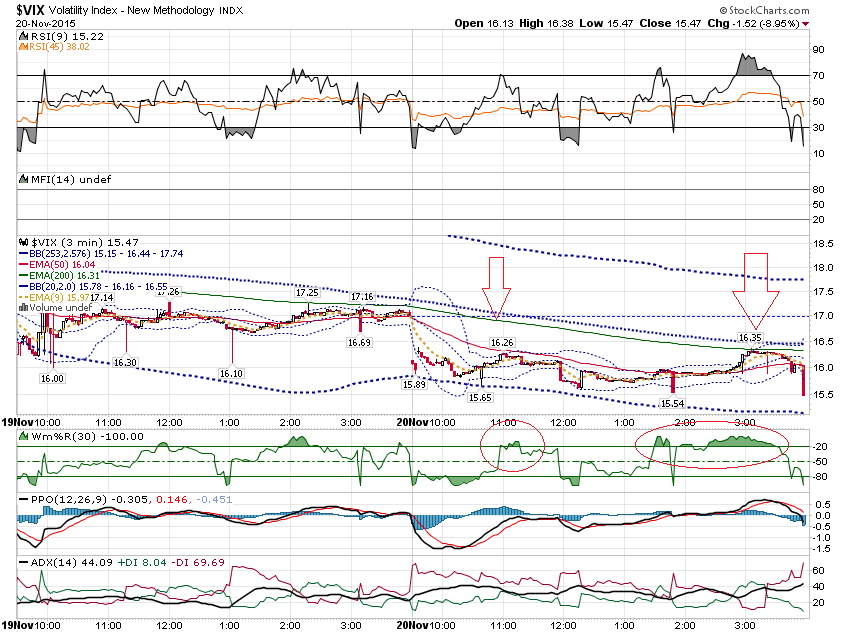 $VIX Volatility Index - New Methodology INDX © StockCharts.com
20-Nov-2015 Open 16.13 High 16.38 Low 15.47 Close 15.47 Chg -1.52 (-8.95%)
RSI(9) 15.22
RSI(45) 38.02
90
70
50
30
10
MFI(14) undef
80
50
20
$VIX (3 min) 15.47
BB(253,2.576) 15.15 - 16.44 - 17.74
EMA(50) 16.04
EMA(200) 16.31
BB(20,2.0) 15.78 - 16.16 - 16.55
EMA(9) 15.97
Volume undef
17.14
17.26
17.25
17.16
16.26
16.35
16.69
16.00
16.30
16.10
15.89
15.65
15.54
18.5
18.0
17.5
17.0
16.5
16.0
15.5
19Nov 11:00 12:00 1:00 2:00 3:00 20Nov 11:00 12:00 1:00 2:00 3:00
Wm%R(30) -100.00
-20
-50
-80
PPO(12,26,9) -0.305, 0.146, -0.451
0.5
0.0
-0.5
-1.0
-1.5
ADX(14) 44.09 +DI 8.04 -DI 69.69
60
40
20
19Nov 11:00 12:00 1:00 2:00 3:00 20Nov 11:00 12:00 1:00 2:00 3:00